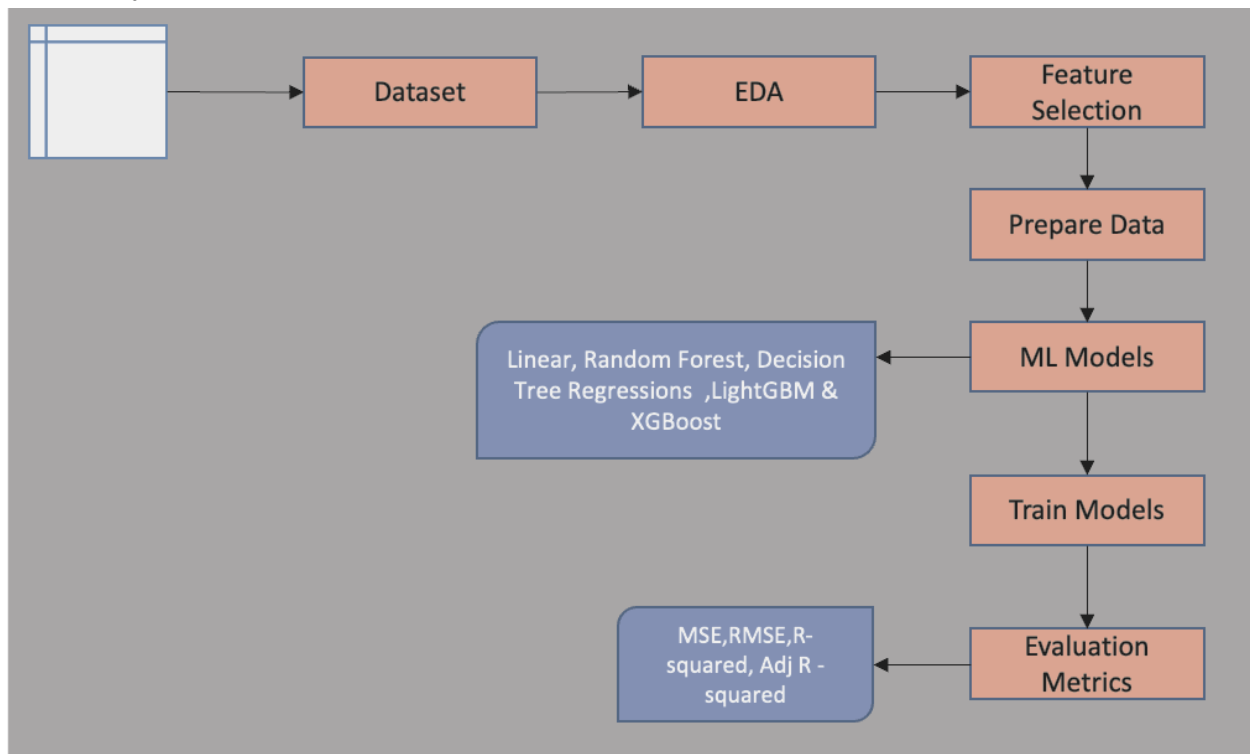 Dataset
EDA
Feature
Selection
Prepare Data
Linear, Random Forest, Decision
Tree Regressions ,LightGBM &
XGBoost
ML Models
Train Models
MSE,RMSE,R-
squared, Adj R -
squared
Evaluation
Metrics